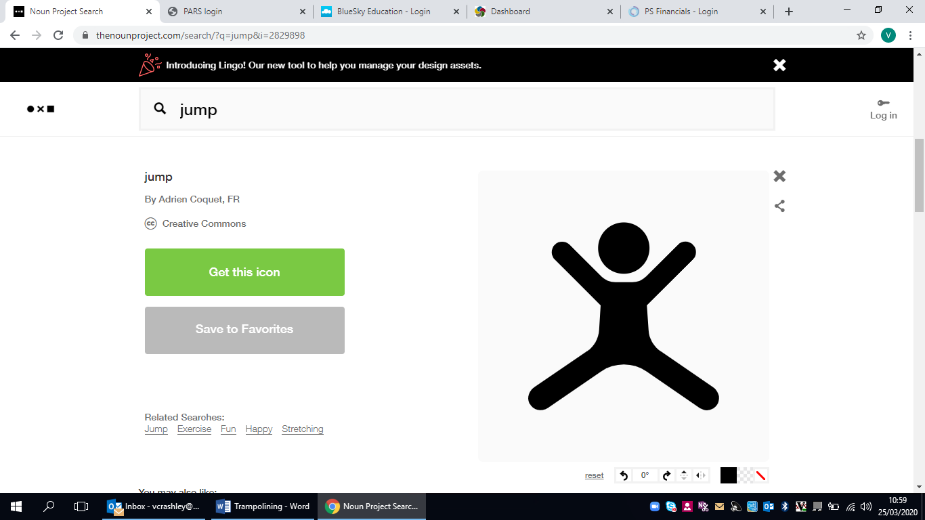 Noun Project Search
PARS login
BlueSky Education - Login
Dashboard
PS Financials - Login
thenounproject.com/search/?q=jump&i=2829898
V
Introducing Lingo! Our new tool to help you manage your design assets.
jump
Log in
jump
By Adrien Coquet, FR
cc Creative Commons
Get this icon
Save to Favorites
Related Searches:
Jump Exercise Fun Happy Stretching
reset 0°
You may also like:
Inbox - vcrashley@... Trampolining - Word Noun Project Searc...
10:59
25/03/2020